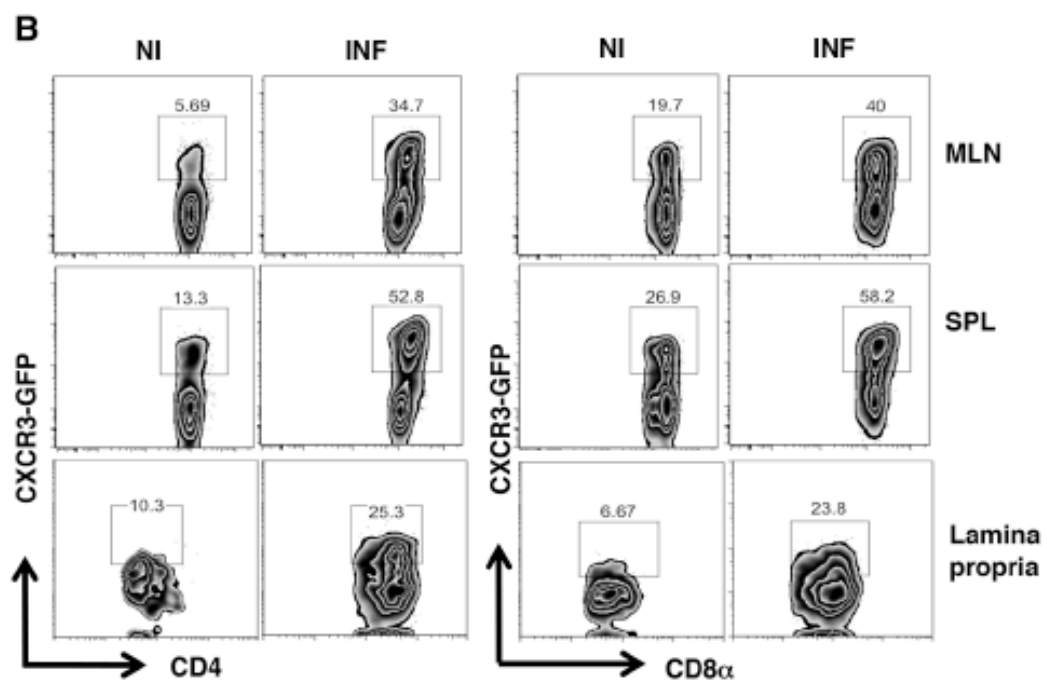 B
NI INF NI INF
5.69 34.7 19.7 40 MLN
13.3 52.8 26.9 58.2 SPL
10.3 25.3 6.67 23.8 Lamina
propria
CXCR3-GFP CXCR3-GFP
CD4 CD8α